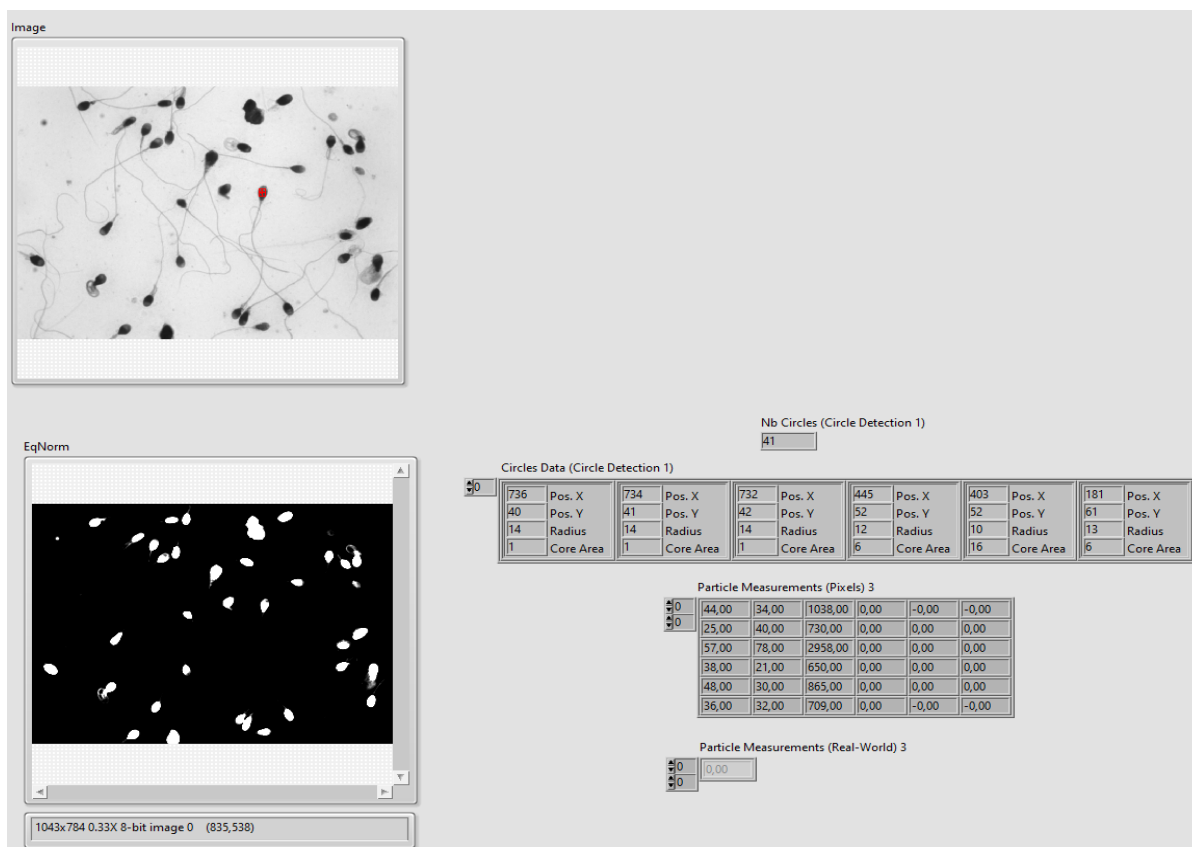 Image
Nb Circles (Circle Detection 1)
41
EqNorm
Circles Data (Circle Detection 1)
0
736 Pos. X 734 Pos. X 732 Pos. X 445 Pos. X 403 Pos. X 181 Pos. X
40 Pos. Y 41 Pos. Y 42 Pos. Y 52 Pos. Y 52 Pos. Y 61 Pos. Y
14 Radius 14 Radius 14 Radius 12 Radius 10 Radius 13 Radius
1 Core Area 1 Core Area 1 Core Area 6 Core Area 16 Core Area 6 Core Area
Particle Measurements (Pixels) 3
0 44,00 34,00 1038,00 0,00 -0,00 -0,00
0 25,00 40,00 730,00 0,00 0,00 0,00
57,00 78,00 2958,00 0,00 0,00 0,00
38,00 21,00 650,00 0,00 0,00 0,00
48,00 30,00 865,00 0,00 0,00 0,00
36,00 32,00 709,00 0,00 -0,00 -0,00
Particle Measurements (Real-World) 3
0 0,00
0
1043x784 0.33X 8-bit image 0 (835,538)